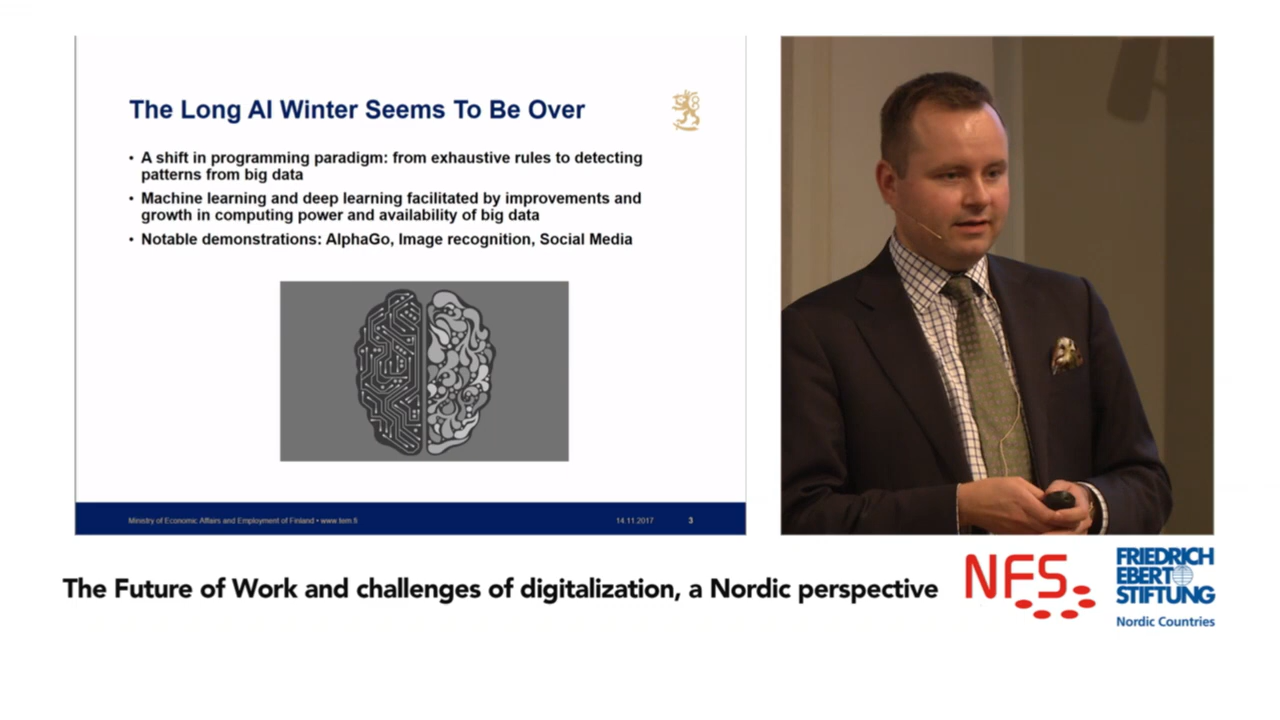 The Long AI Winter Seems To Be Over
• A shift in programming paradigm: from exhaustive rules to detecting
patterns from big data
• Machine learning and deep learning facilitated by improvements and
growth in computing power and availability of big data
• Notable demonstrations: AlphaGo, Image recognition, Social Media
Ministry of Economic Affairs and Employment of Finland • www.tem.fi
14.11.2017
3
The Future of Work and challenges of digitalization, a Nordic perspective
NFS
FRIEDRICH
EBERT
STIFTUNG
Nordic Countries